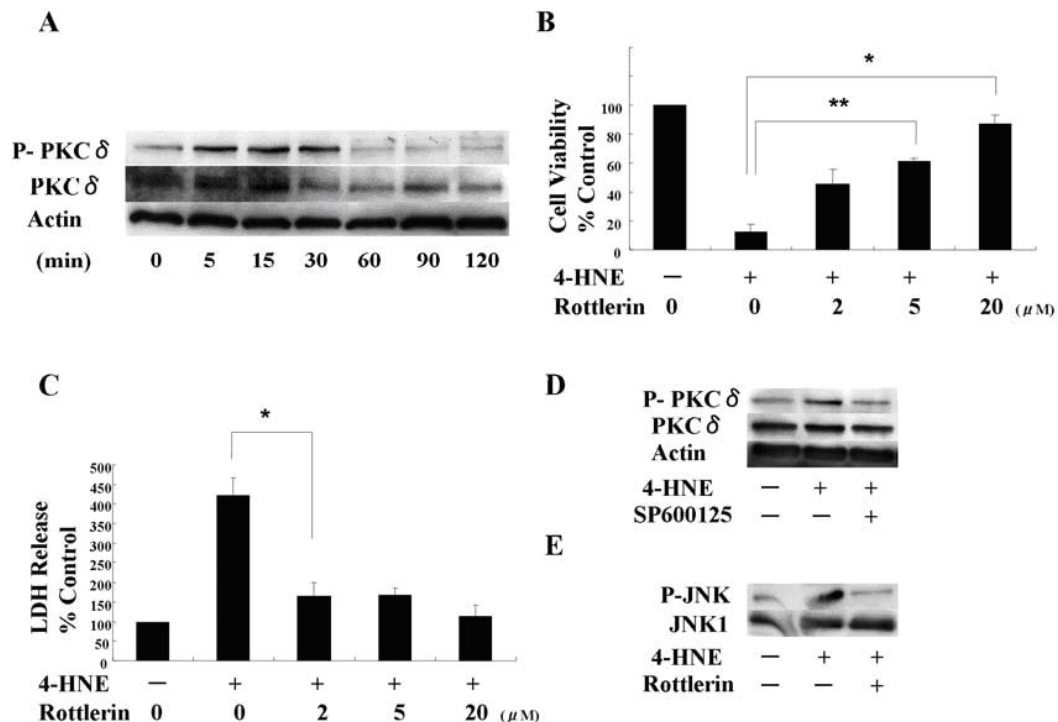 A
P- PKC δ
PKC δ
Actin
(min) 0 5 15 30 60 90 120
B
Cell Viability
% Control
100
80
60
40
20
0
*
**
4-HNE — + + + +
Rottlerin 0 0 2 5 20 (μM)
C
LDH Release
% Control
500
450
400
350
300
250
200
150
100
50
0
*
4-HNE — + + + +
Rottlerin 0 0 2 5 20 (μM)
D
P- PKC δ
PKC δ
Actin
4-HNE — + +
SP600125 — — +
E
P-JNK
JNK1
4-HNE — + +
Rottlerin — — +